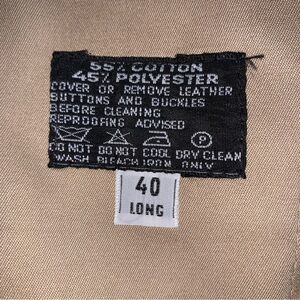 55% COTTON
45% POLYESTER
COVER OR REMOVE LEATHER
BUTTONS AND BUCKLES
BEFORE CLEANING
REPROOFING ADVISED
P
DO NOT DO NOT COOL DRY CLEAN
WASH BLEACH IRON ONLY
40
LONG